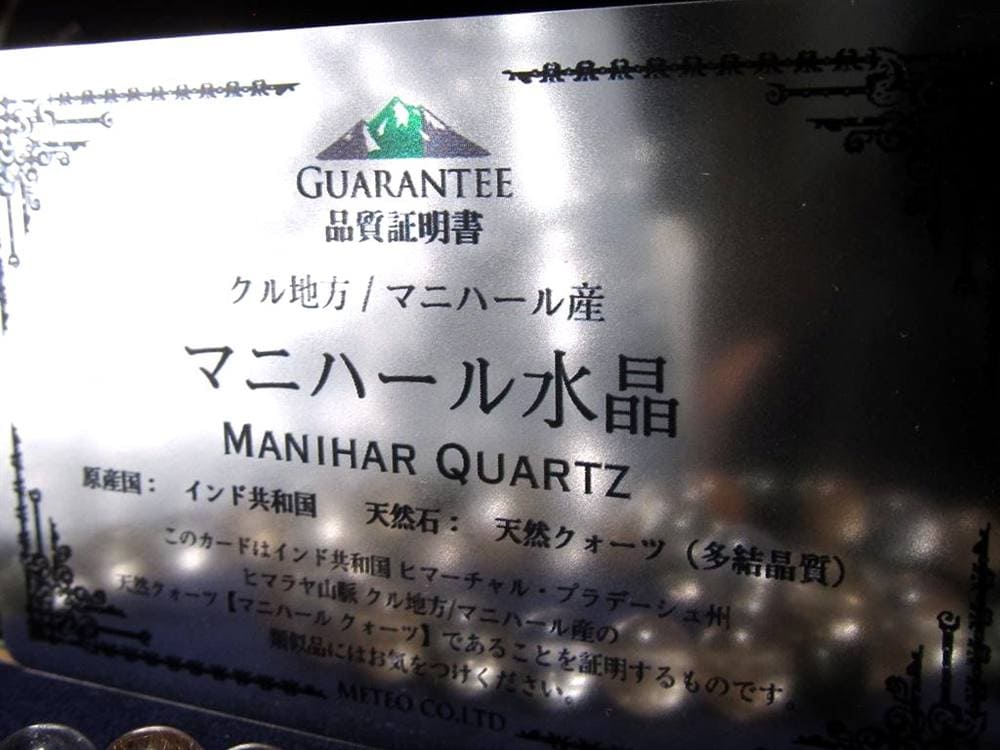 GUARANTEE
品質証明書
クル地方/マニハール産
マニハール水晶
MANIHAR QUARTZ
原産国： インド共和国 天然石： 天然クォーツ（多結晶質）
このカードはインド共和国 ヒマーチャル・プラデーシュ州
ヒマラヤ山脈 クル地方/マニハール産の
天然クォーツ【マニハール クォーツ】であることを証明するものです。
類似品にはお気をつけください。
METEO CO.LTD